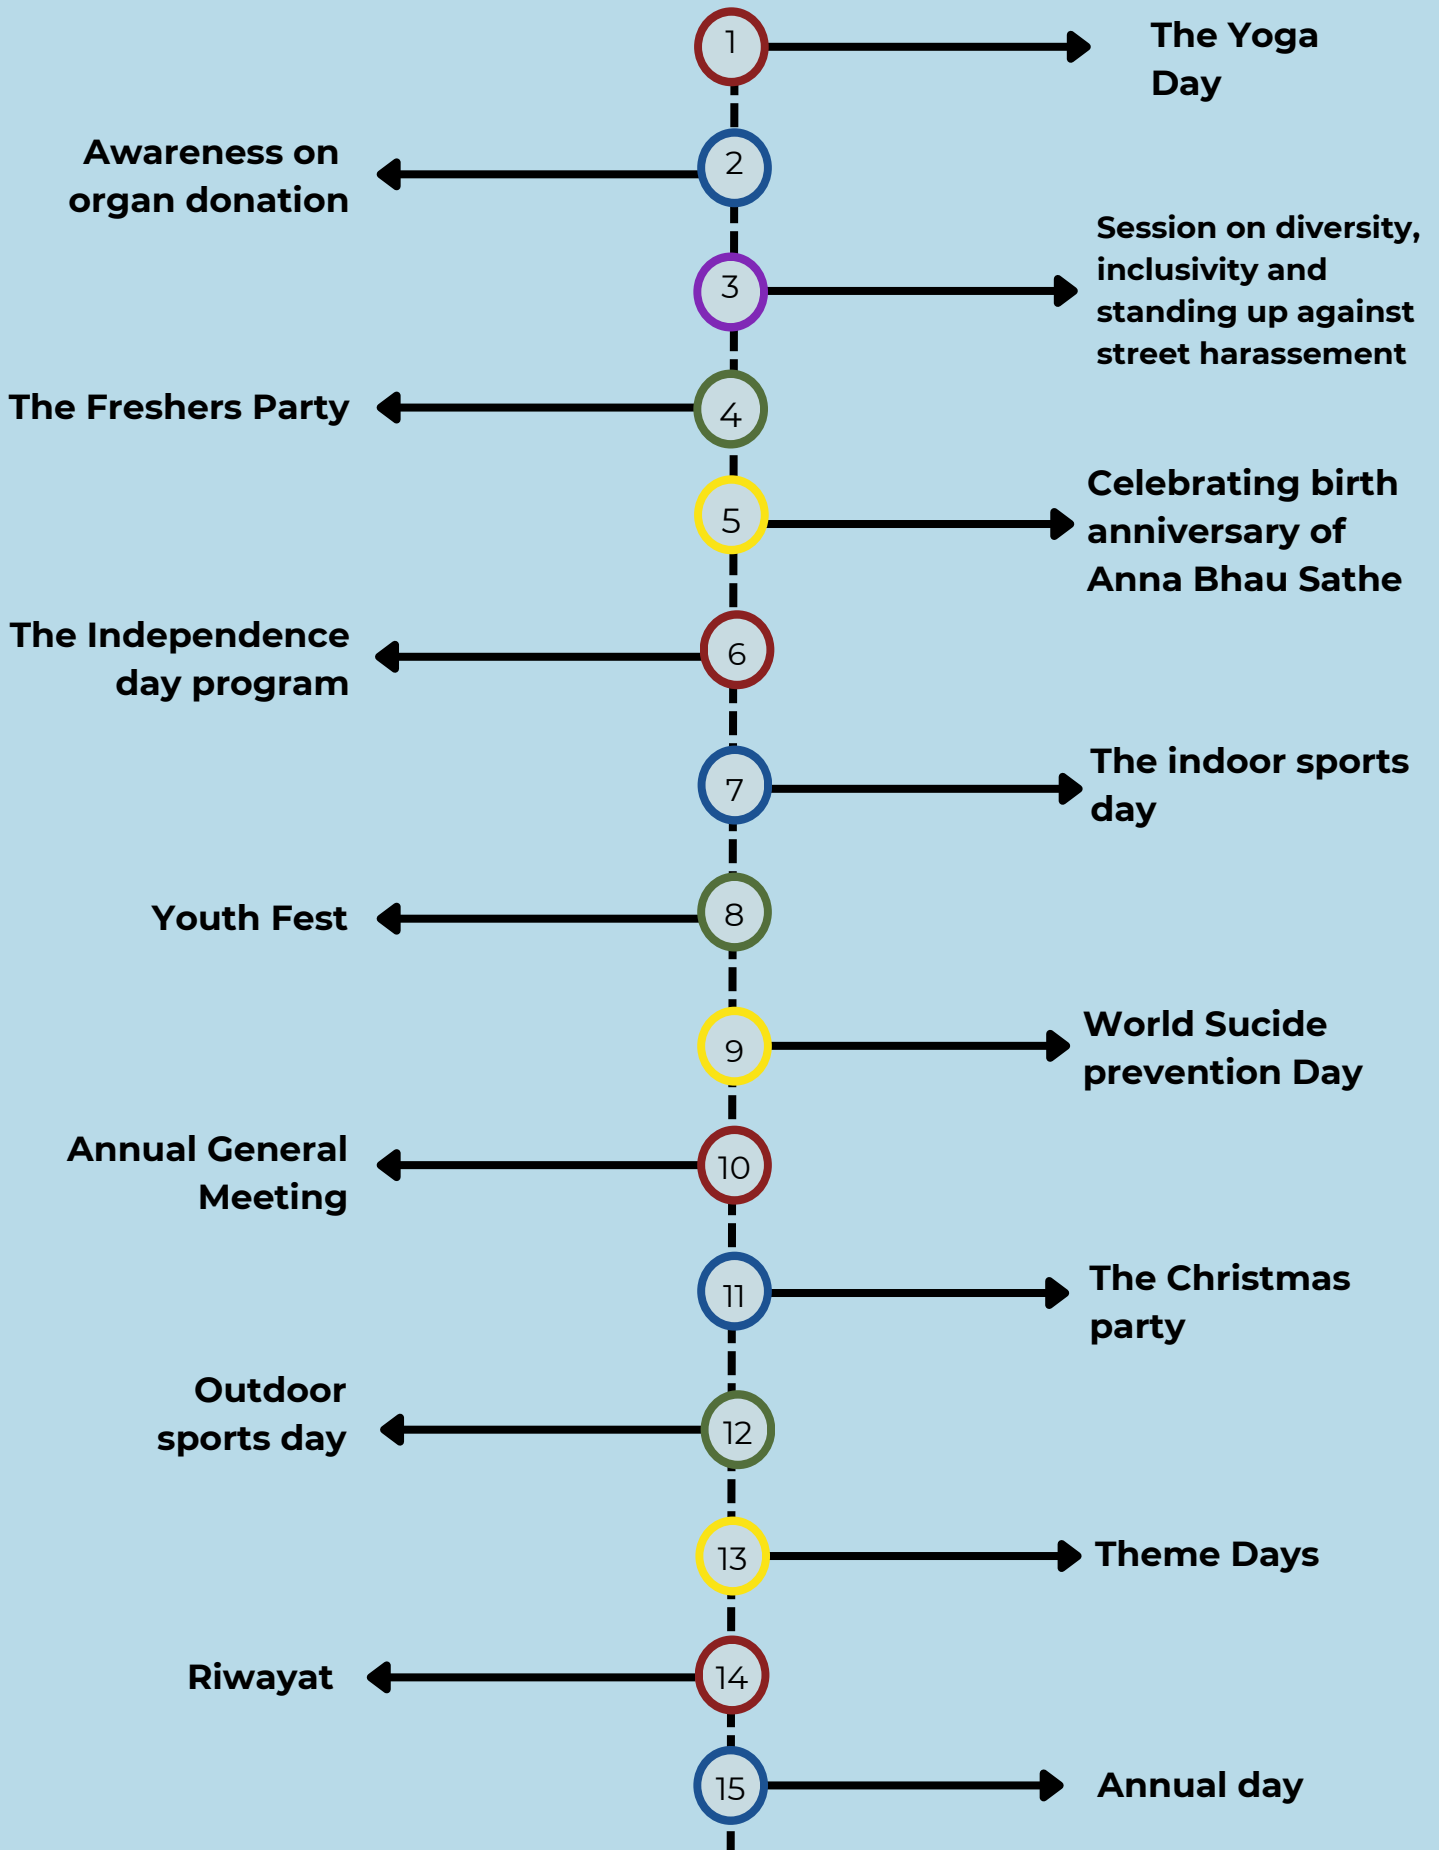 1
The Yoga
Day
2
Awareness on
organ donation
3
Session on diversity,
inclusivity and
standing up against
street harassement
4
The Freshers Party
5
Celebrating birth
anniversary of
Anna Bhau Sathe
6
The Independence
day program
7
The indoor sports
day
8
Youth Fest
9
World Sucide
prevention Day
10
Annual General
Meeting
11
The Christmas
party
12
Outdoor
sports day
13
Theme Days
14
Riwayat
15
Annual day